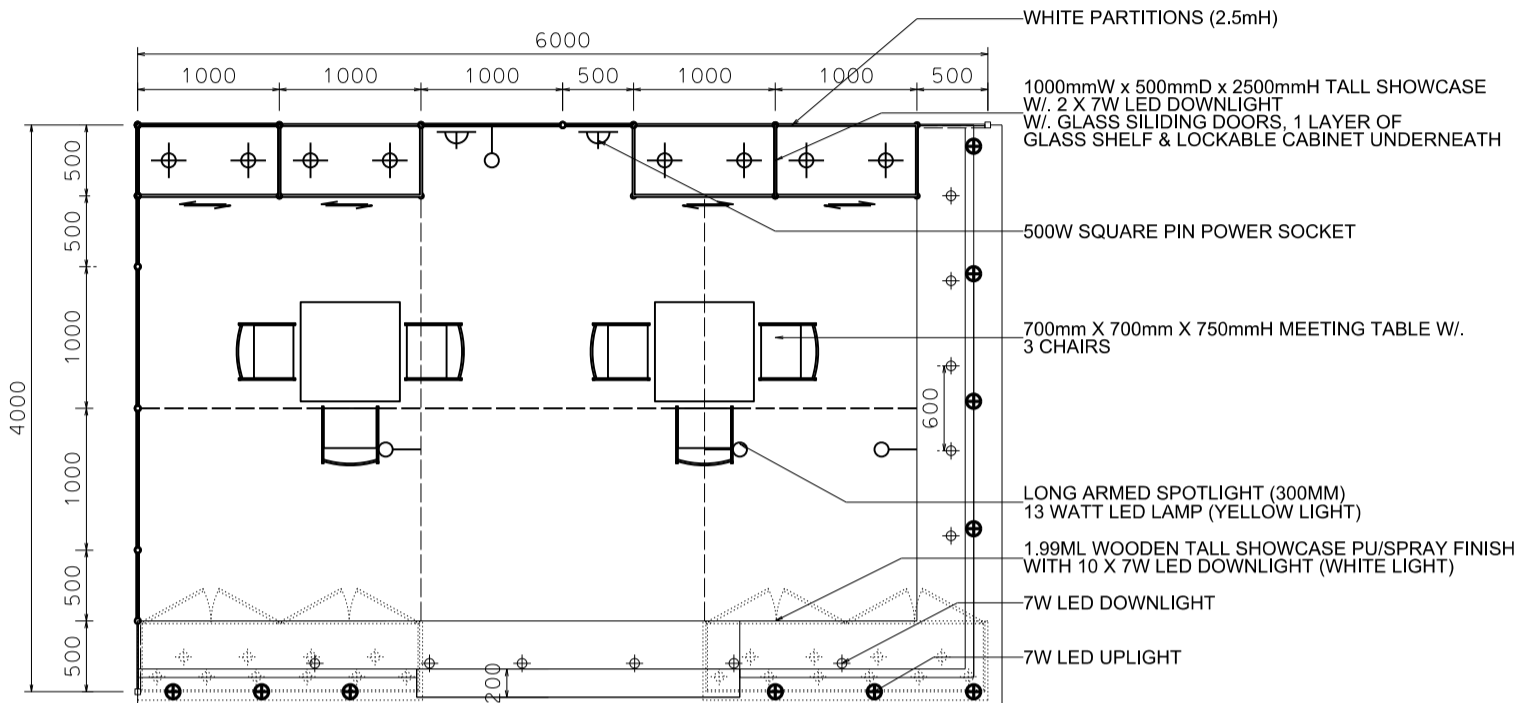 WHITE PARTITIONS (2.5mH)
6000
1000 1000 1000 500 1000 1000 500
1000mmW x 500mmD x 2500mmH TALL SHOWCASE
W/. 2 X 7W LED DOWNLIGHT
W/. GLASS SILIDING DOORS, 1 LAYER OF
GLASS SHELF & LOCKABLE CABINET UNDERNEATH
500
500
500W SQUARE PIN POWER SOCKET
1000
700mm X 700mm X 750mmH MEETING TABLE W/.
3 CHAIRS
4000
600
1000
LONG ARMED SPOTLIGHT (300MM)
13 WATT LED LAMP (YELLOW LIGHT)
1.99ML WOODEN TALL SHOWCASE PU/SPRAY FINISH
WITH 10 X 7W LED DOWNLIGHT (WHITE LIGHT)
500
7W LED DOWNLIGHT
500
7W LED UPLIGHT
200